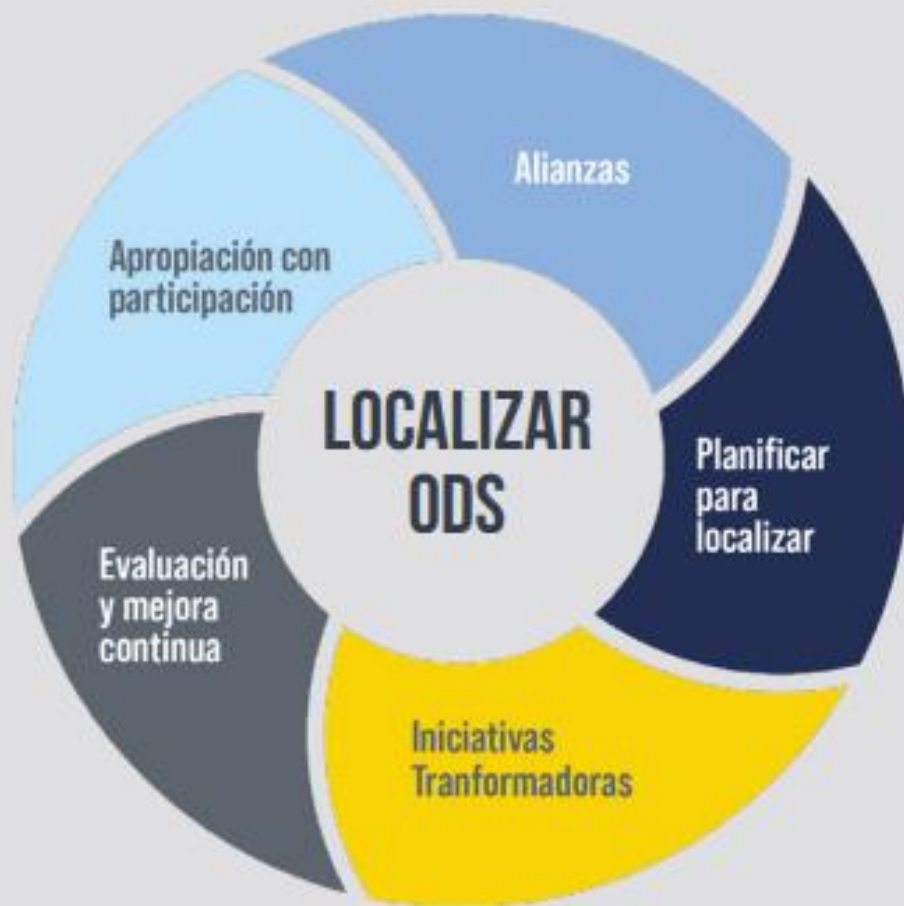 Alianzas
Apropiación con
participación
LOCALIZAR
ODS
Planificar
para
localizar
Evaluación
y mejora
continua
Iniciativas
Tranformadoras